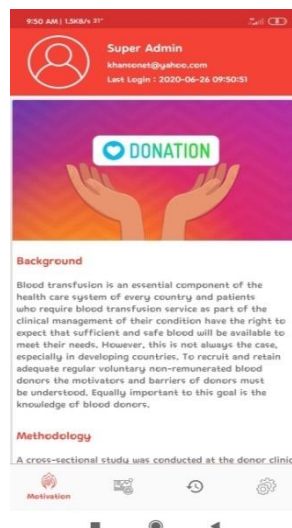 9:50 AM | 1.5KB/s
Super Admin
khansonet@yahoo.com
Last Login : 2020-06-26 09:50:51
DONATION
Background
Blood transfusion is an essential component of the
health care system of every country and patients
who require blood transfusion service as part of the
clinical management of their condition have the right to
expect that sufficient and safe blood will be available to
meet their needs. However, this is not always the case,
especially in developing countries. To recruit and retain
adequate regular voluntary non-remunerated blood
donors the motivators and barriers of donors must
be understood. Equally important to this goal is the
knowledge of blood donors.
Methodology
A cross-sectional study was conducted at the donor clinic
Motivation